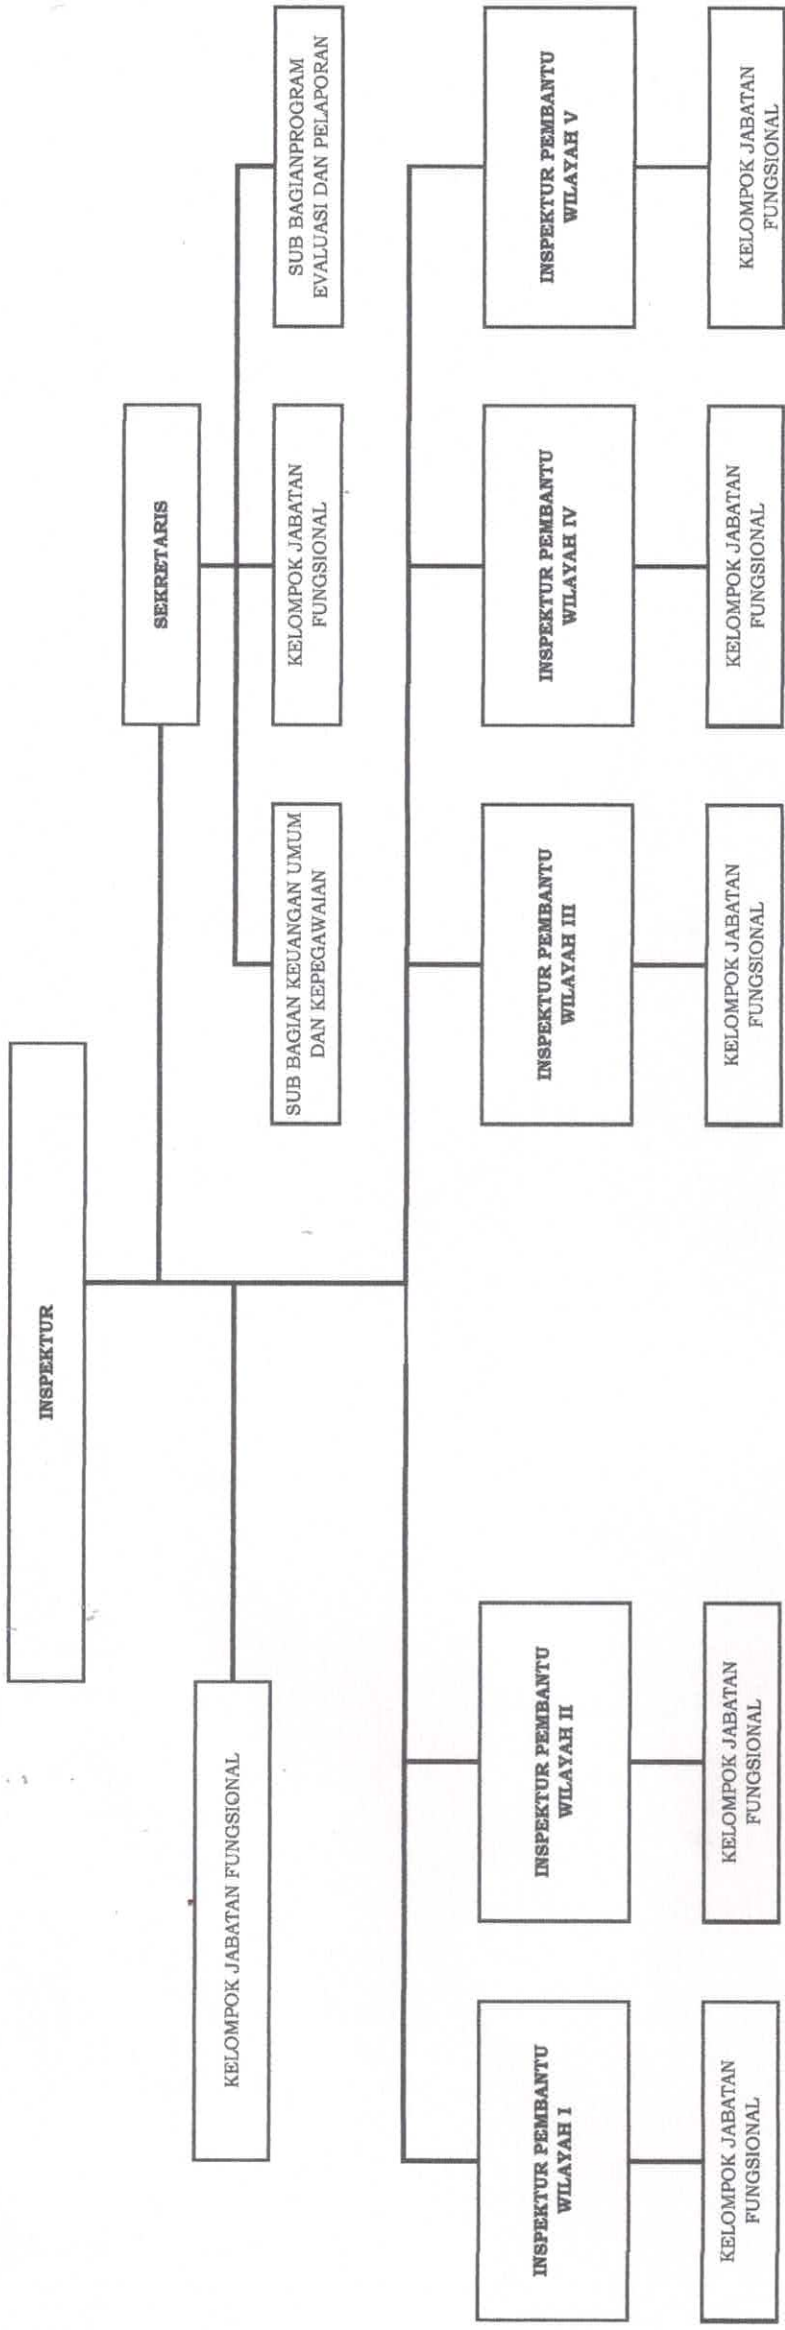 INSPEKTUR
SEKRETARIS
KELOMPOK JABATAN FUNGSIONAL
SUB BAGIAN KEUANGAN UMUM
DAN KEPEGAWAIAN
KELOMPOK JABATAN
FUNGSIONAL
SUB BAGIANPROGRAM
EVALUASI DAN PELAPORAN
INSPEKTUR PEMBANTU
WILAYAH I
INSPEKTUR PEMBANTU
WILAYAH II
INSPEKTUR PEMBANTU
WILAYAH III
INSPEKTUR PEMBANTU
WILAYAH IV
INSPEKTUR PEMBANTU
WILAYAH V
KELOMPOK JABATAN
FUNGSIONAL
KELOMPOK JABATAN
FUNGSIONAL
KELOMPOK JABATAN
FUNGSIONAL
KELOMPOK JABATAN
FUNGSIONAL
KELOMPOK JABATAN
FUNGSIONAL